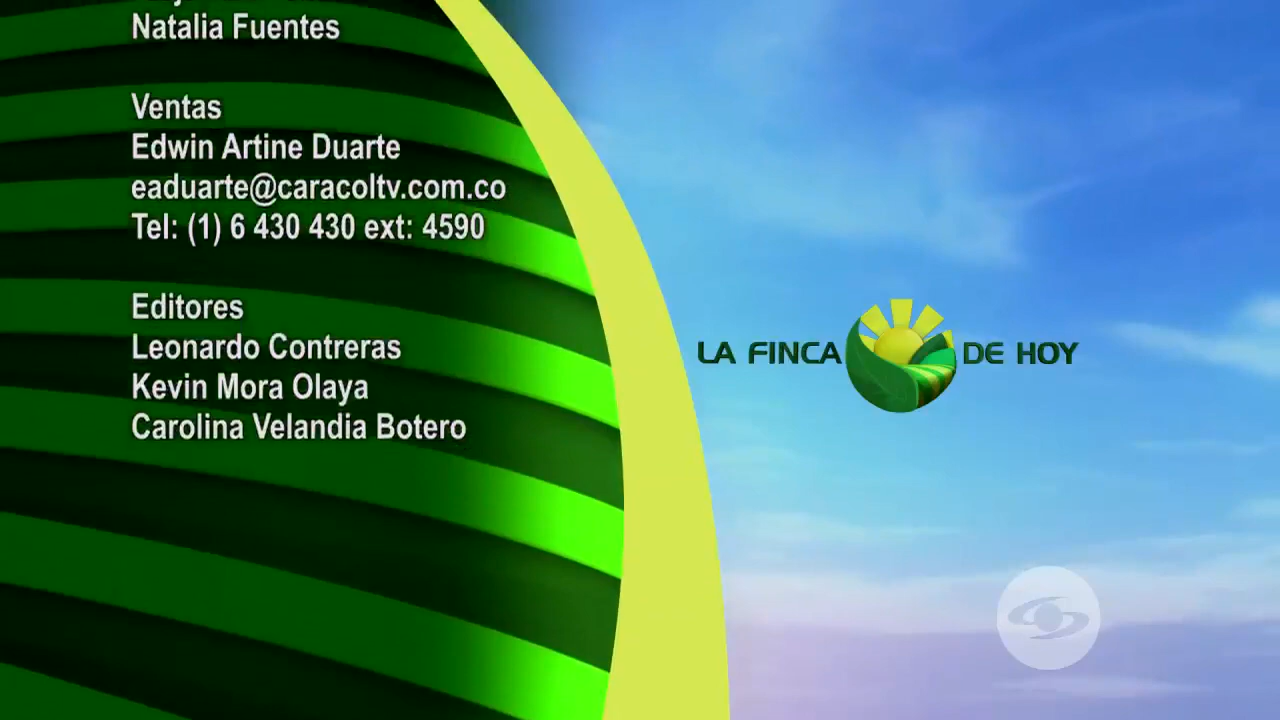 Natalia Fuentes
Ventas
Edwin Artine Duarte
eaduarte@caracoltv.com.co
Tel: (1) 6 430 430 ext: 4590
Editores
Leonardo Contreras
Kevin Mora Olaya
Carolina Velandia Botero
LA FINCA DE HOY